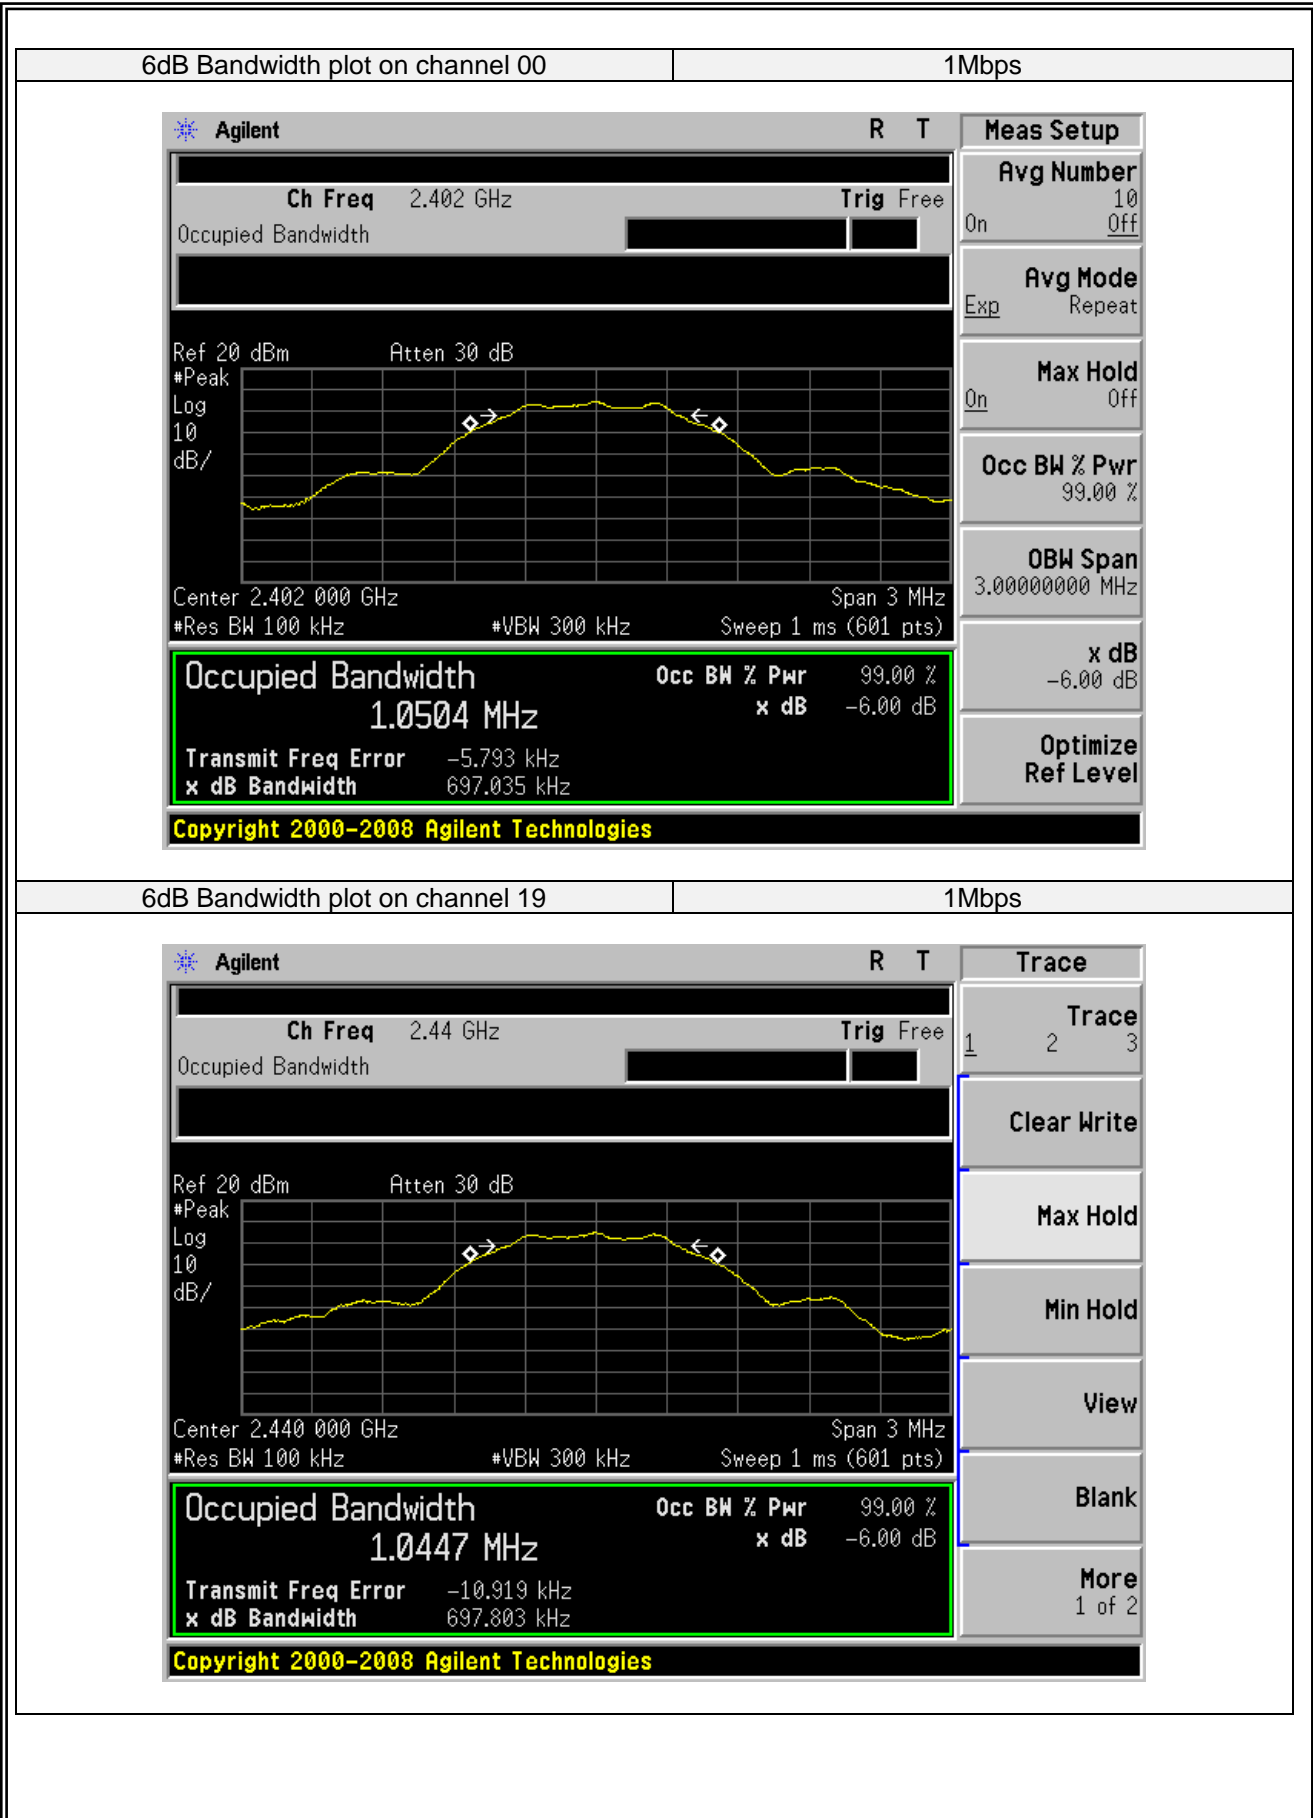 6dB Bandwidth plot on channel 00 1Mbps
Agilent R T Meas Setup
Avg Number
10
On Off
Ch Freq 2.402 GHz Trig Free
Occupied Bandwidth
Avg Mode
Exp Repeat
Ref 20 dBm Atten 30 dB
#Peak
Log
10
dB/
Max Hold
On Off
Occ BW % Pwr
99.00 %
OBW Span
3.00000000 MHz
Center 2.402 000 GHz Span 3 MHz
#Res BW 100 kHz #VBW 300 kHz Sweep 1 ms (601 pts)
x dB
-6.00 dB
Occupied Bandwidth Occ BW % Pwr 99.00 %
1.0504 MHz x dB -6.00 dB
Transmit Freq Error -5.793 kHz
x dB Bandwidth 697.035 kHz
Optimize
Ref Level
Copyright 2000-2008 Agilent Technologies
6dB Bandwidth plot on channel 19 1Mbps
Agilent R T Trace
Trace
1 2 3
Ch Freq 2.44 GHz Trig Free
Occupied Bandwidth
Clear Write
Ref 20 dBm Atten 30 dB
#Peak
Log
10
dB/
Max Hold
Min Hold
View
Center 2.440 000 GHz Span 3 MHz
#Res BW 100 kHz #VBW 300 kHz Sweep 1 ms (601 pts)
Blank
Occupied Bandwidth Occ BW % Pwr 99.00 %
1.0447 MHz x dB -6.00 dB
Transmit Freq Error -10.919 kHz
x dB Bandwidth 697.803 kHz
More
1 of 2
Copyright 2000-2008 Agilent Technologies